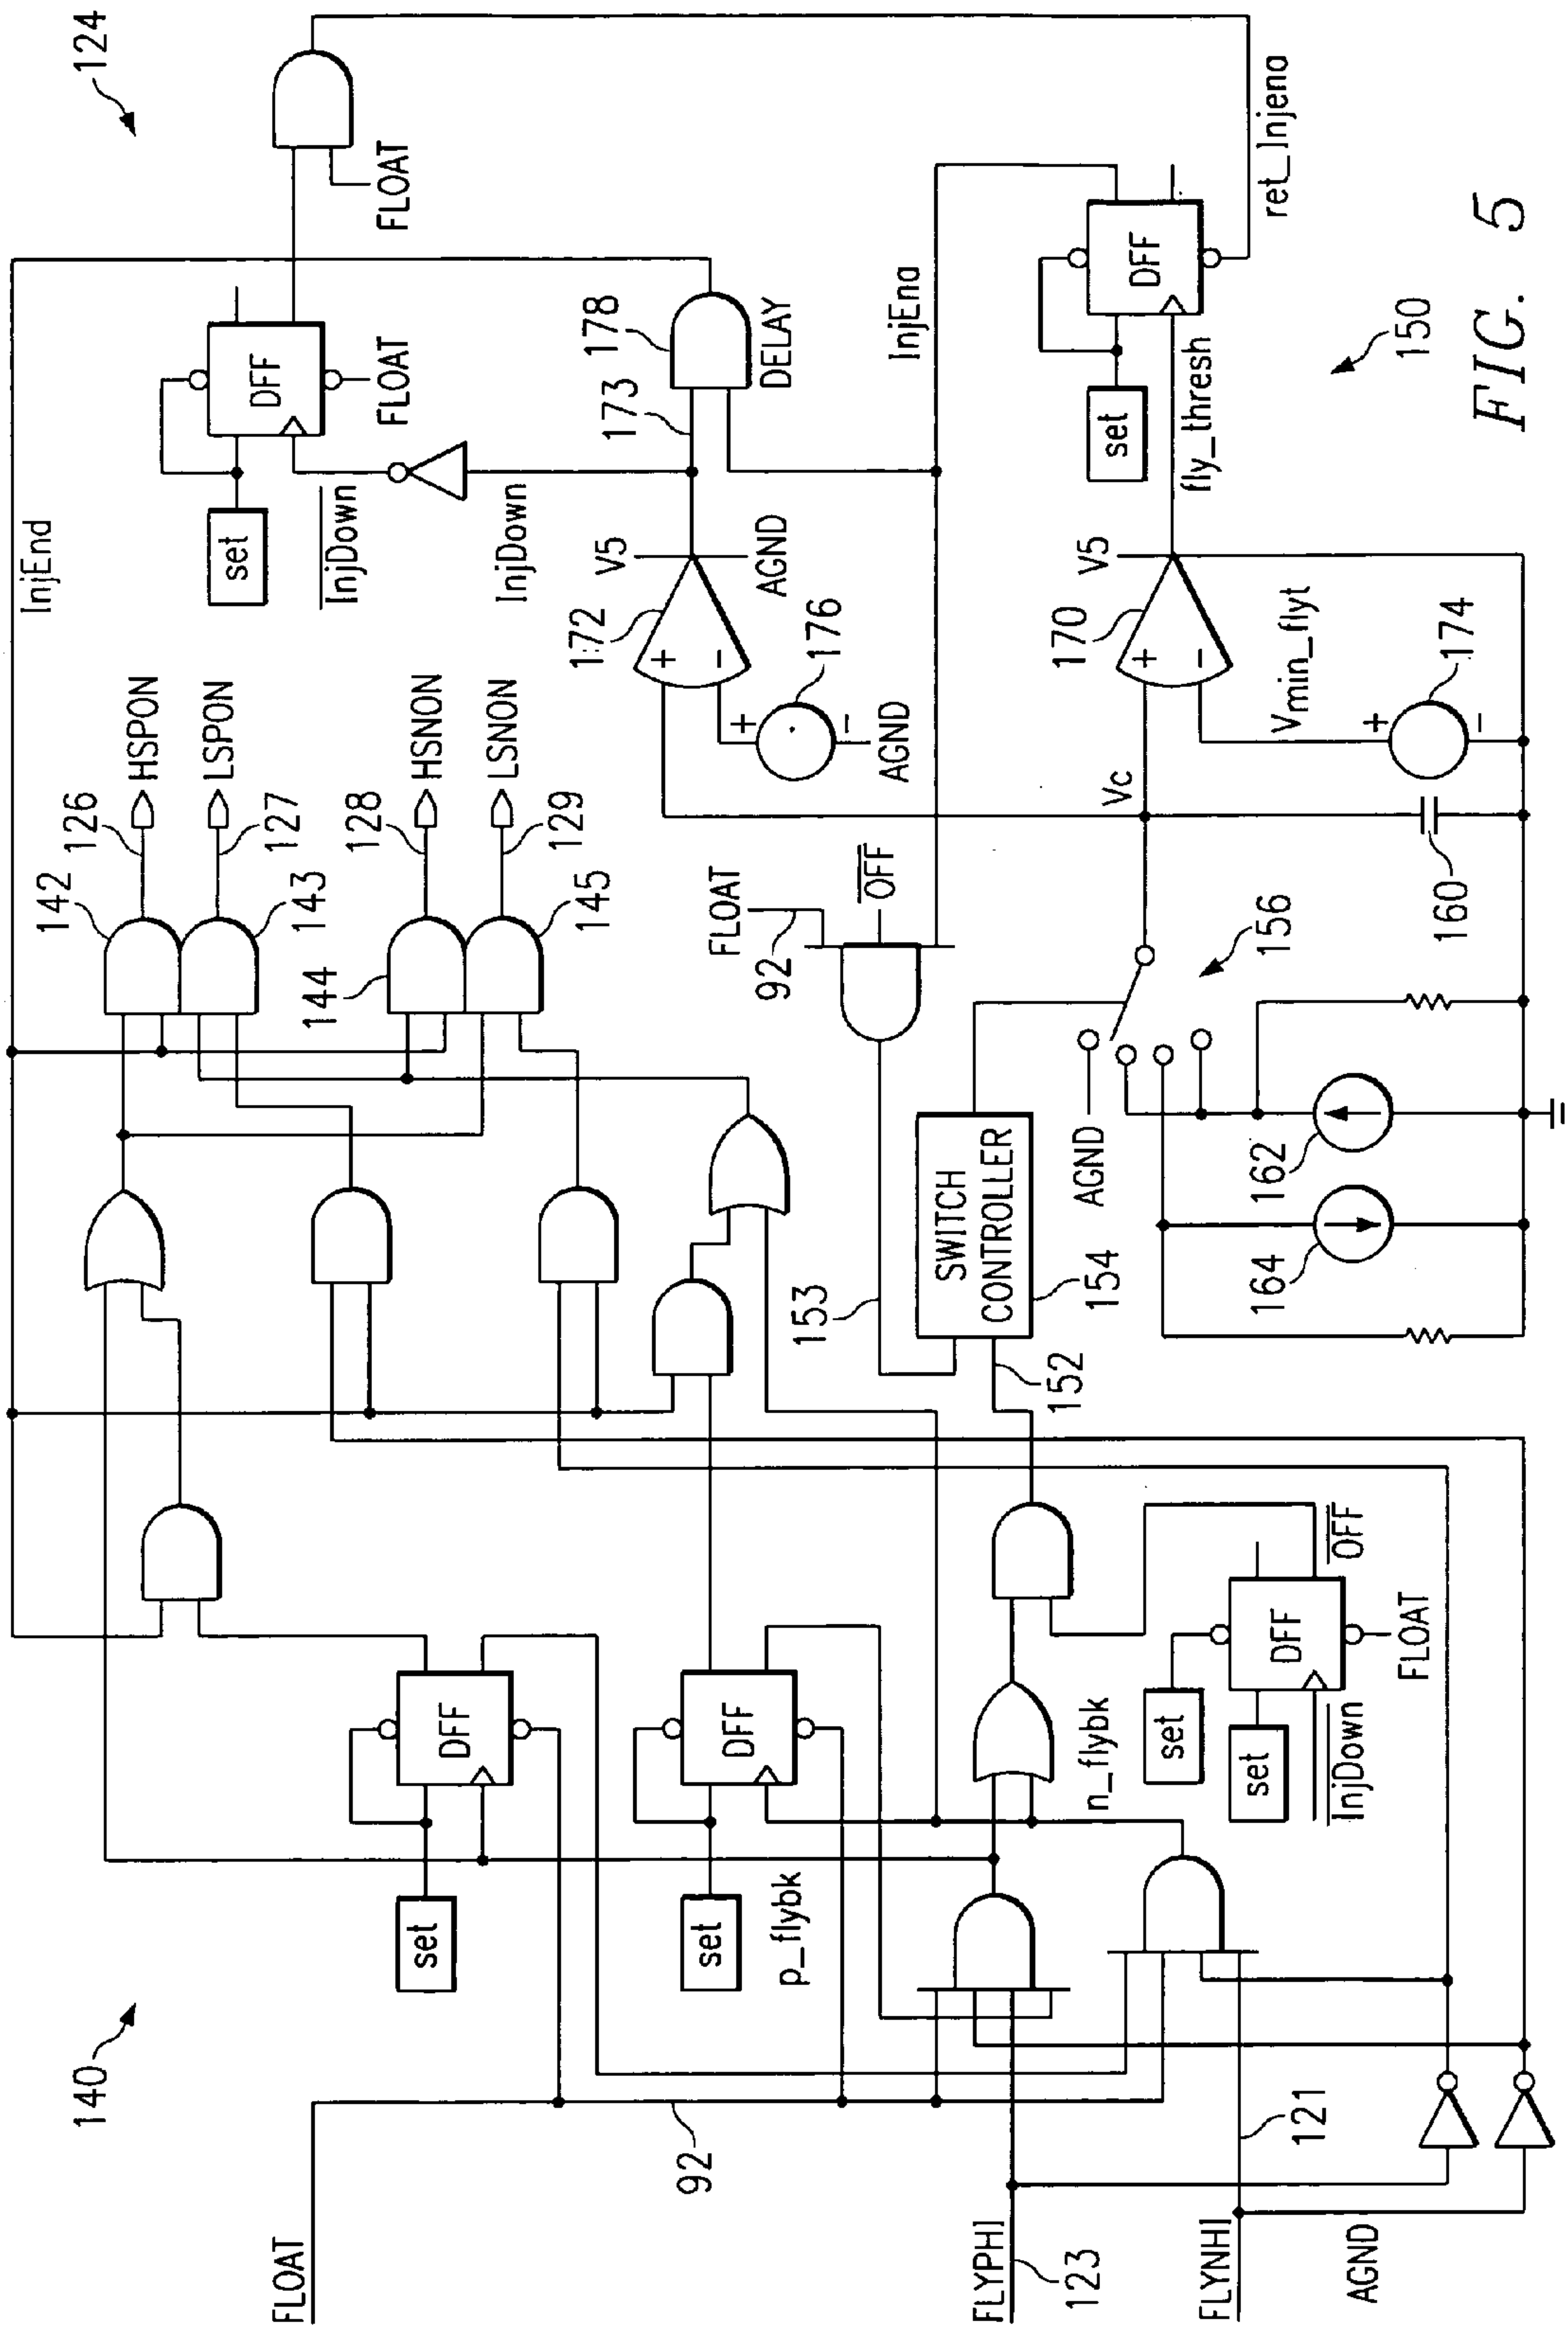 124
FLOAT
InjEnd
set
DFF
FLOAT
InjDown
InjDown
126
HSPON
LSPON
127
142
143
128
HSNON
LSNON
129
144
145
172
V5
AGND
173
178
DELAY
InjEna
176
AGND
FLOAT
92
OFF
set
DFF
fly_thresh
ret_Injena
150
FIG. 5
170
V5
Vmin_flyt
174
Vc
160
156
AGND
162
164
SWITCH
CONTROLLER
154
153
152
140
set
DFF
set
DFF
p_flybk
n_flybk
set
set
DFF
OFF
InjDown
FLOAT
FLOAT
92
FLYPHI
123
FLYNHI
121
AGND